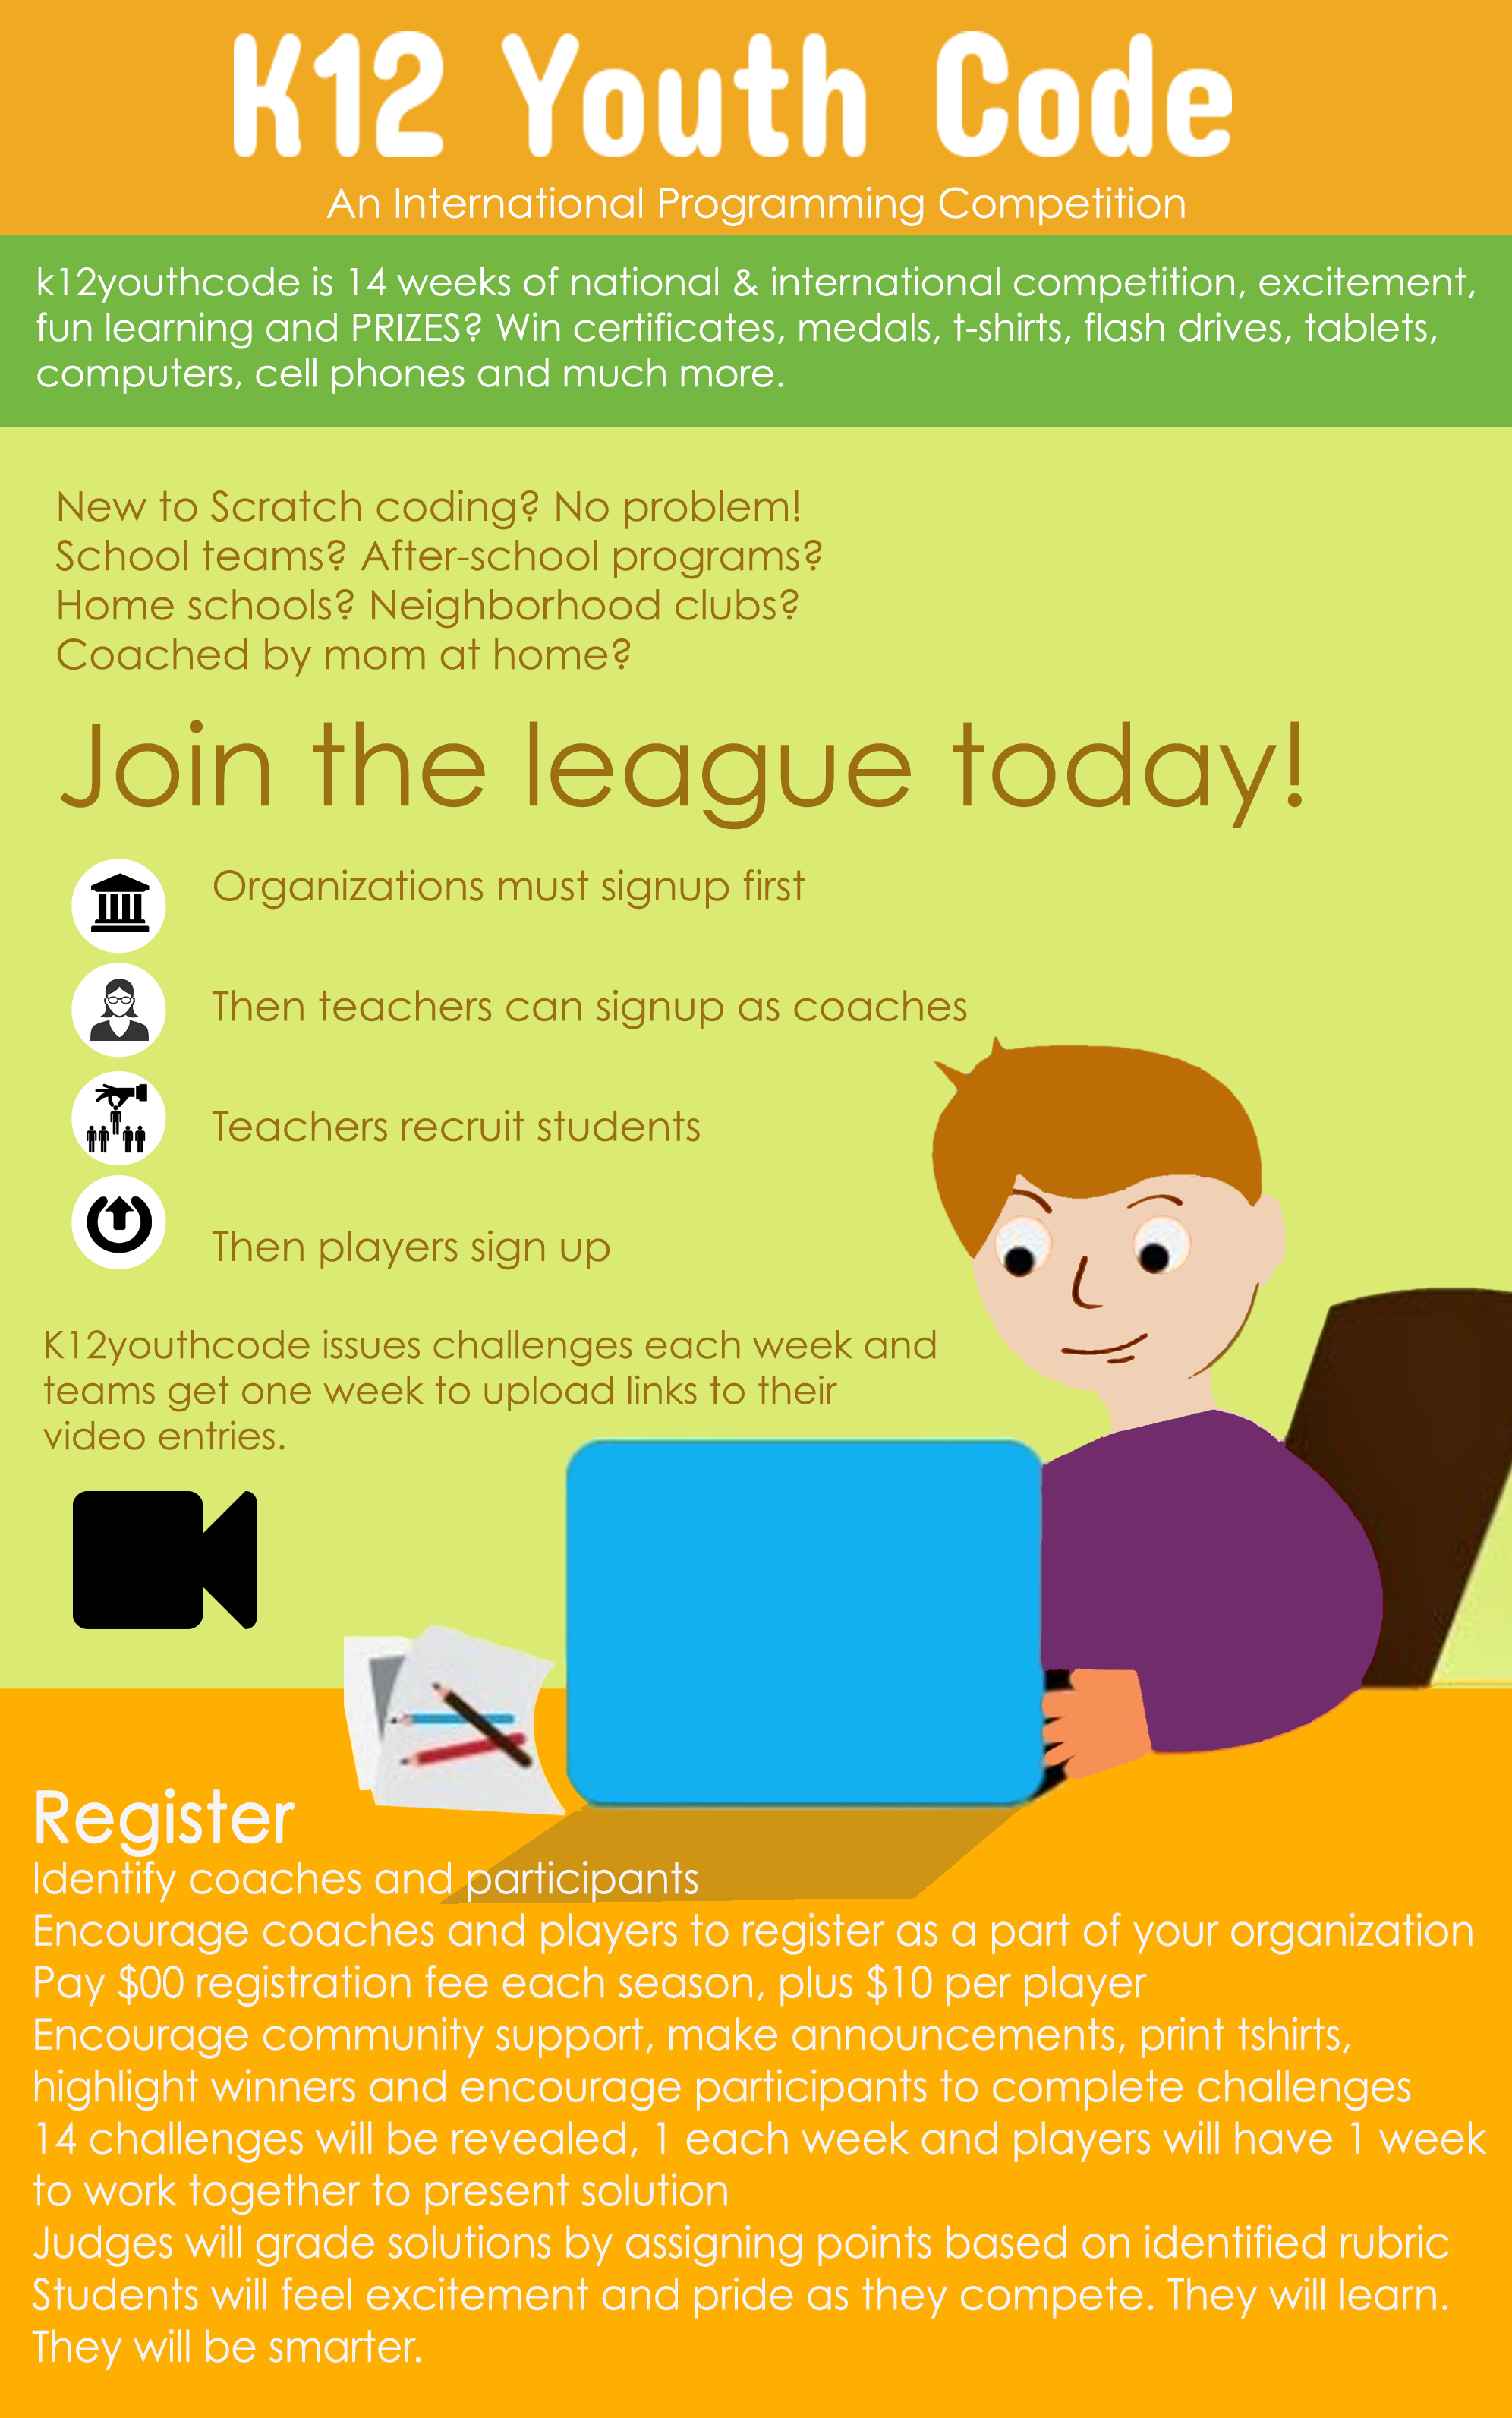 K12 Youth Code
An International Programming Competition
k12youthcode is 14 weeks of national & international competition, excitement,
fun learning and PRIZES? Win certificates, medals, t-shirts, flash drives, tablets,
computers, cell phones and much more.
New to Scratch coding? No problem!
School teams? After-school programs?
Home schools? Neighborhood clubs?
Coached by mom at home?
Join the league today!
Organizations must signup first
Then teachers can signup as coaches
Teachers recruit students
Then players sign up
K12youthcode issues challenges each week and
teams get one week to upload links to their
video entries.
Register
Identify coaches and participants
Encourage coaches and players to register as a part of your organization
Pay $00 registration fee each season, plus $10 per player
Encourage community support, make announcements, print tshirts,
highlight winners and encourage participants to complete challenges
14 challenges will be revealed, 1 each week and players will have 1 week
to work together to present solution
Judges will grade solutions by assigning points based on identified rubric
Students will feel excitement and pride as they compete. They will learn.
They will be smarter.